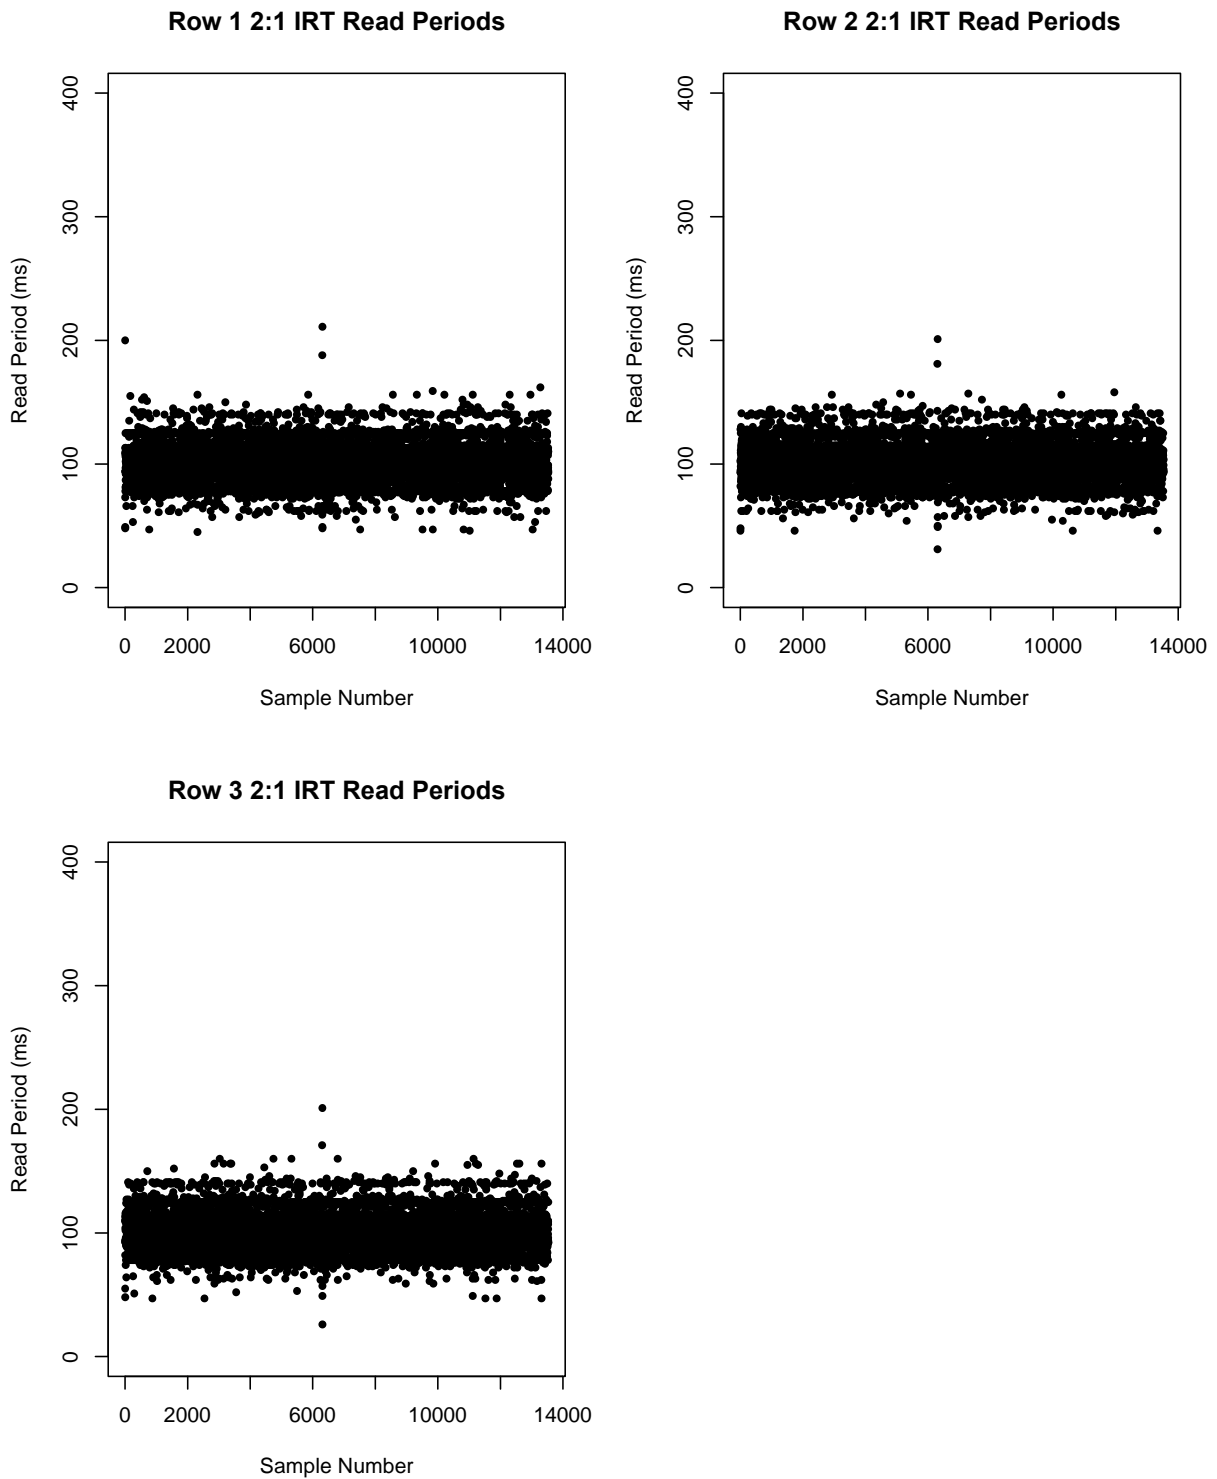 Row 1 2:1 IRT Read Periods
Read Period (ms)
400
300
200
100
0
0 2000 6000 10000 14000
Sample Number
Row 2 2:1 IRT Read Periods
Read Period (ms)
400
300
200
100
0
0 2000 6000 10000 14000
Sample Number
Row 3 2:1 IRT Read Periods
Read Period (ms)
400
300
200
100
0
0 2000 6000 10000 14000
Sample Number